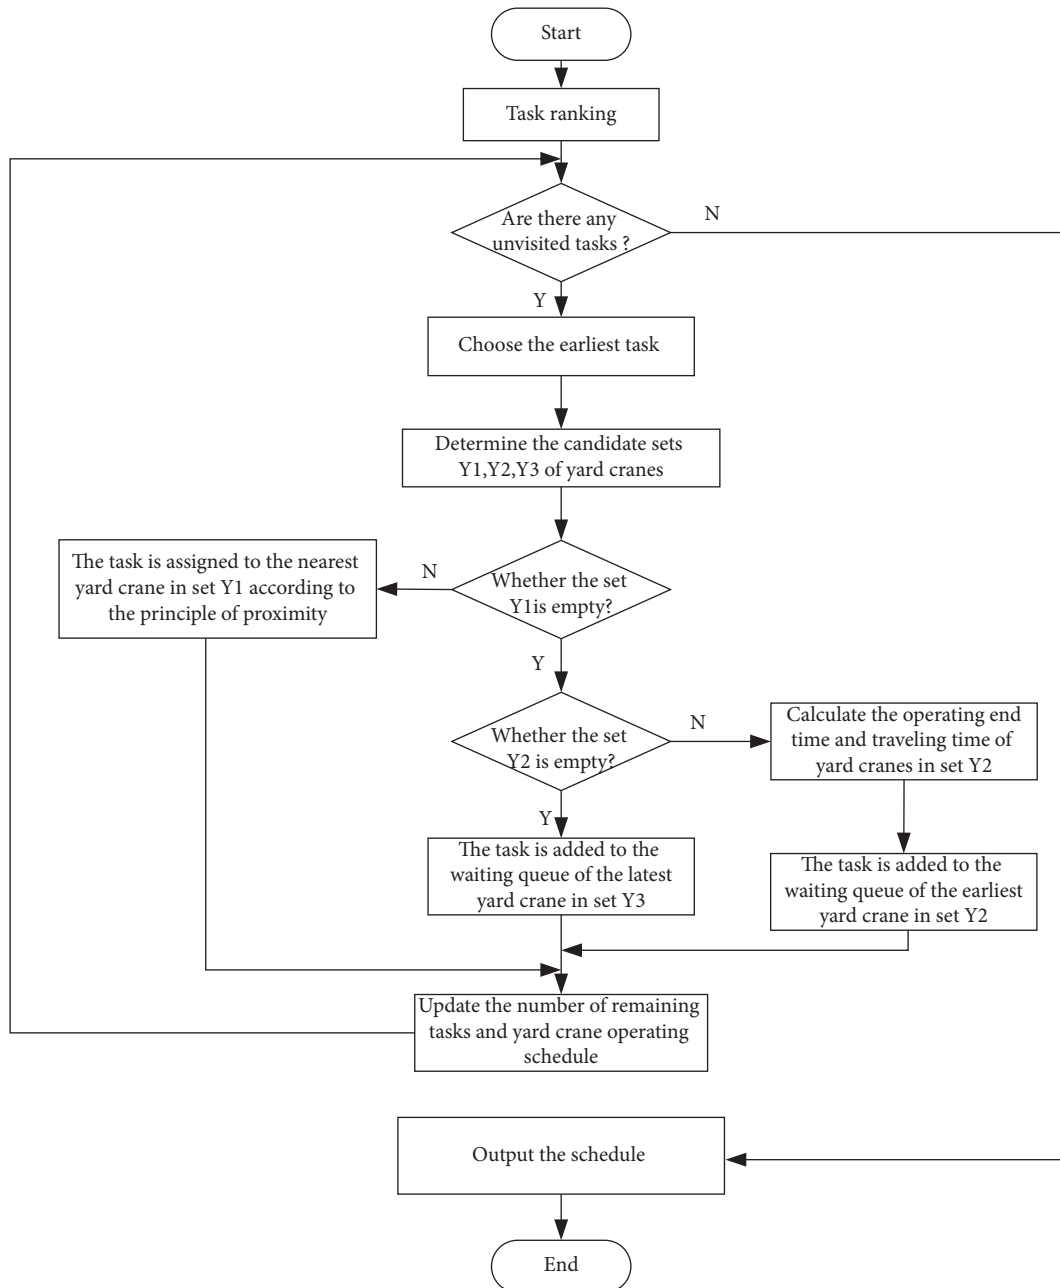 Start
Task ranking
Are there any
unvisited tasks ?
N
Y
Choose the earliest task
Determine the candidate sets
Y1,Y2,Y3 of yard cranes
The task is assigned to the nearest
yard crane in set Y1 according to
the principle of proximity
N
Whether the set
Y1is empty?
Y
Whether the set
Y2 is empty?
N
Calculate the operating end
time and traveling time of
yard cranes in set Y2
Y
The task is added to the
waiting queue of the latest
yard crane in set Y3
The task is added to the
waiting queue of the earliest
yard crane in set Y2
Update the number of remaining
tasks and yard crane operating
schedule
Output the schedule
End